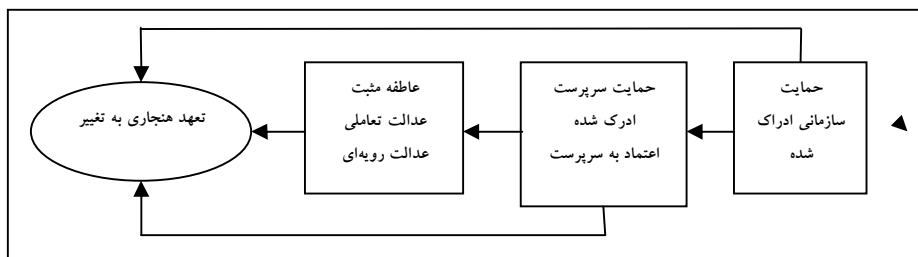 حمایت
سازمانی ادراک
شده
حمایت سرپرست
ادرک شده
اعتماد به سرپرست
عاطفه مثبت
عدالت تعاملی
عدالت رویه‌ای
تعهد هنجاری به تغییر